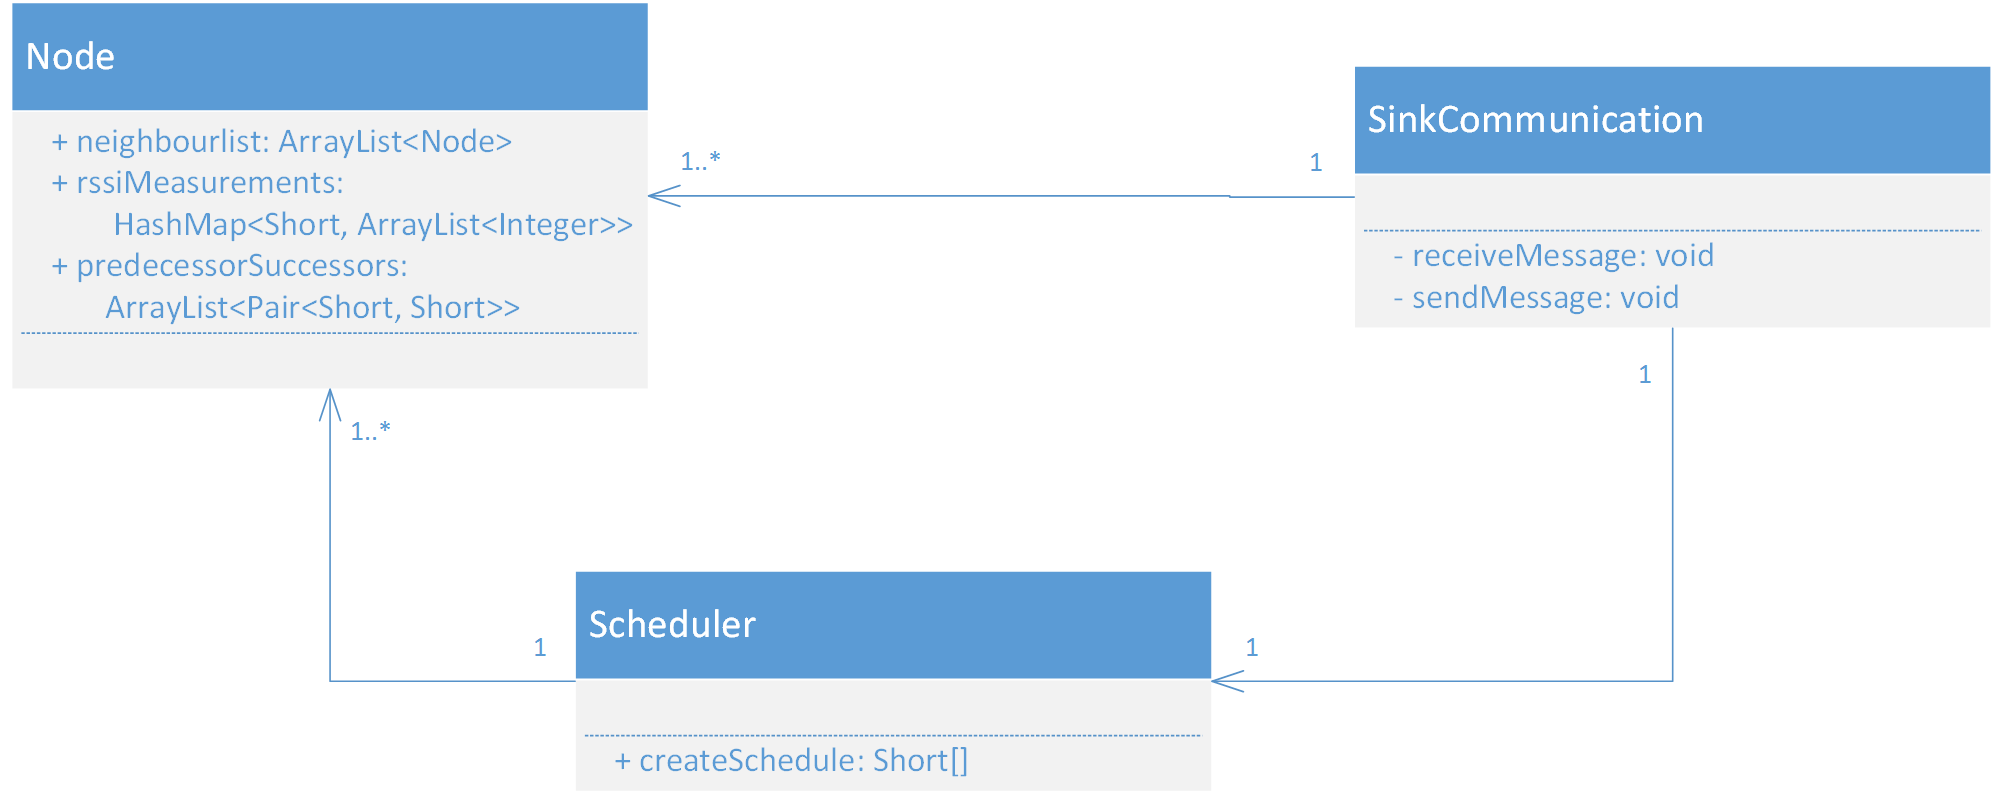 Node
+ neighbourlist: ArrayList<Node>
+ rssiMeasurements:
HashMap<Short, ArrayList<Integer>>
+ predecessorSuccessors:
ArrayList<Pair<Short, Short>>
1..*
1
SinkCommunication
- receiveMessage: void
- sendMessage: void
1
1..*
1
Scheduler
+ createSchedule: Short[]
1